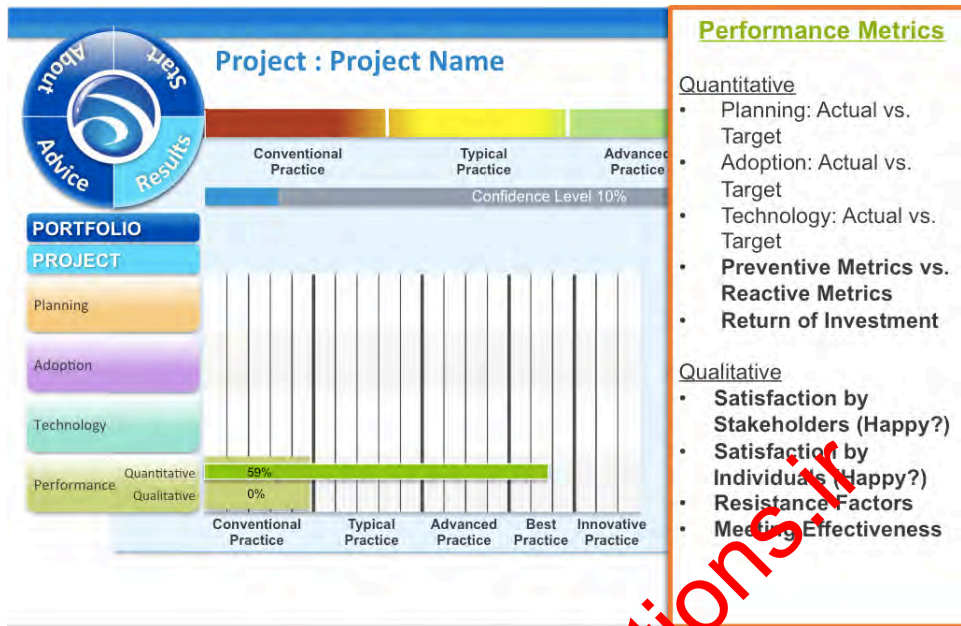 About
Start
Advice
Results
Project : Project Name
Conventional
Practice
Typical
Practice
Advanced
Practice
Confidence Level 10%
PORTFOLIO
PROJECT
Planning
Adoption
Technology
Performance
Quantitative
59%
Qualitative
0%
Conventional
Practice
Typical
Practice
Advanced
Practice
Best
Practice
Innovative
Practice
Performance Metrics
Quantitative
• Planning: Actual vs.
Target
• Adoption: Actual vs.
Target
• Technology: Actual vs.
Target
• Preventive Metrics vs.
Reactive Metrics
• Return of Investment
Qualitative
• Satisfaction by
Stakeholders (Happy?)
• Satisfaction by
Individuals (Happy?)
• Resistance Factors
• Meeting Effectiveness
tions.ir